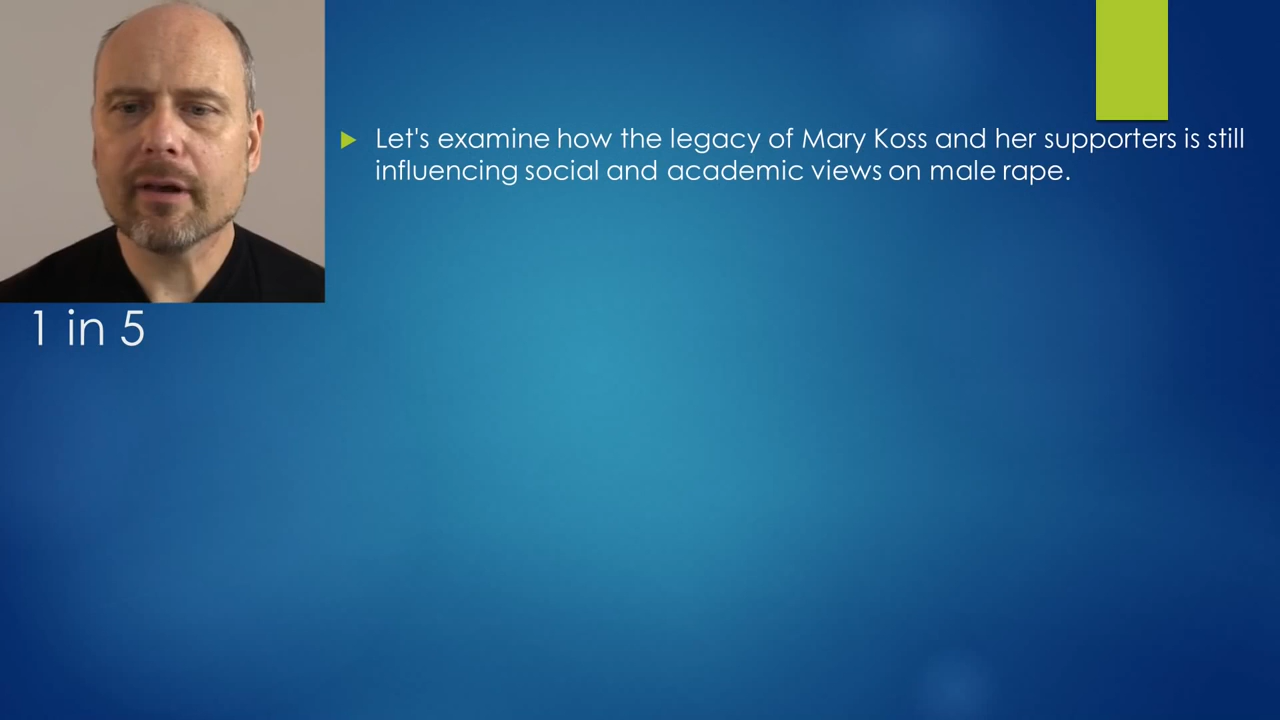 Let's examine how the legacy of Mary Koss and her supporters is still
influencing social and academic views on male rape.
1 in 5